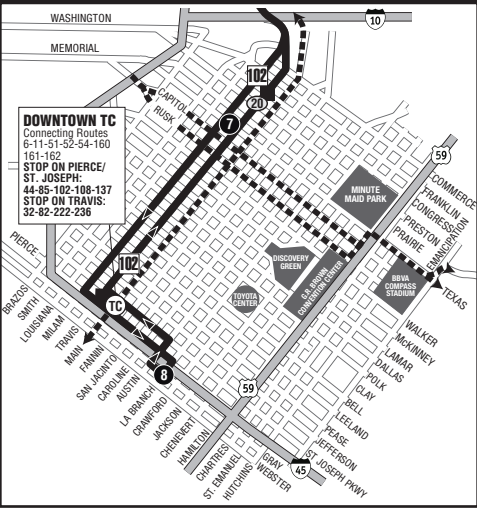 WASHINGTON
MEMORIAL
10
102
20
CAPITOL
RUSK
7
DOWNTOWN TC
Connecting Routes
6-11-51-52-54-160
161-162
STOP ON PIERCE/
ST. JOSEPH:
44-85-102-108-137
STOP ON TRAVIS:
32-82-222-236
59
MINUTE
MAID PARK
COMMERCE
FRANKLIN
CONGRESS
PRESTON
PRAIRIE
EMANCIPATION
TEXAS
DISCOVERY
GREEN
G.R. BROWN
CONVENTION CENTER
BBVA
COMPASS
STADIUM
TOYOTA
CENTER
102
TC
8
PIERCE
BRAZOS
SMITH
LOUISIANA
MILAM
TRAVIS
MAIN
FANNIN
SAN JACINTO
CAROLINE
AUSTIN
LA BRANCH
CRAWFORD
JACKSON
CHENEVERT
HAMILTON
59
CHARTRES
ST. EMANUEL
HUTCHINS
WEBSTER
GRAY
45
WALKER
McKINNEY
LAMAR
DALLAS
POLK
CLAY
BELL
LEELAND
PEASE
JEFFERSON
ST JOSEPH PKWY